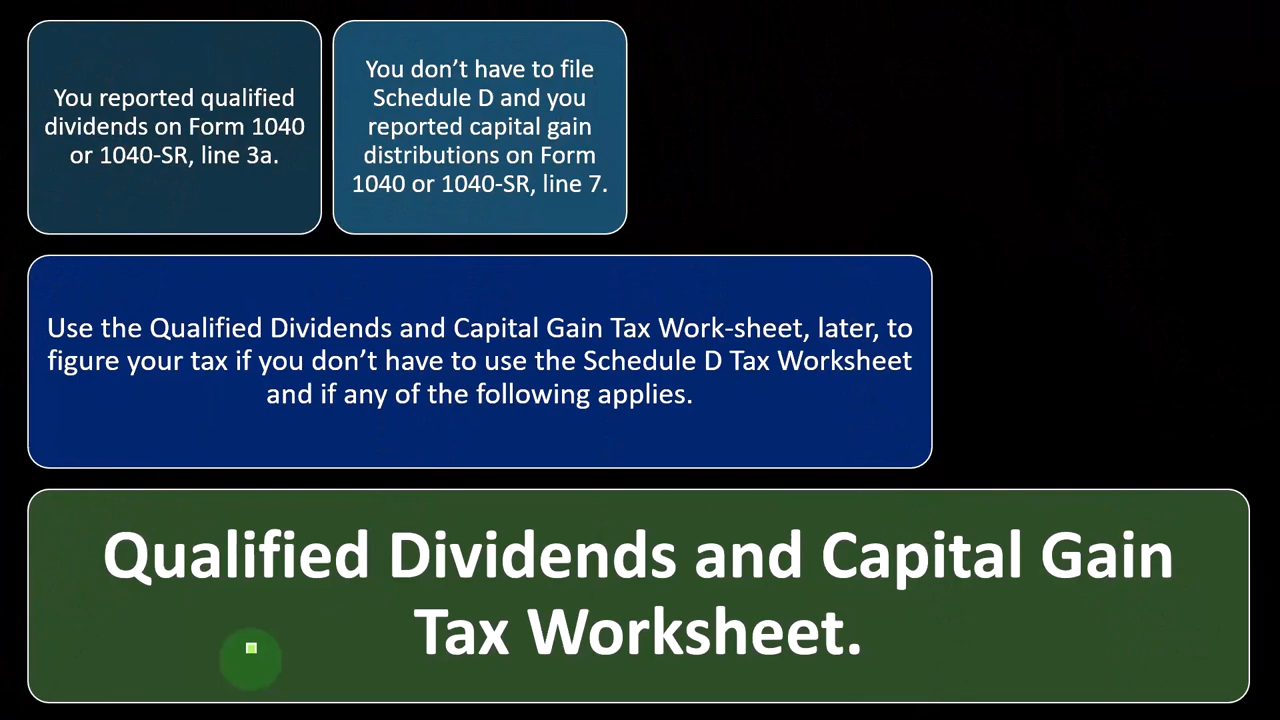 You reported qualified
dividends on Form 1040
or 1040-SR, line 3a.
You don’t have to file
Schedule D and you
reported capital gain
distributions on Form
1040 or 1040-SR, line 7.
Use the Qualified Dividends and Capital Gain Tax Work-sheet, later, to
figure your tax if you don’t have to use the Schedule D Tax Worksheet
and if any of the following applies.
Qualified Dividends and Capital Gain
Tax Worksheet.